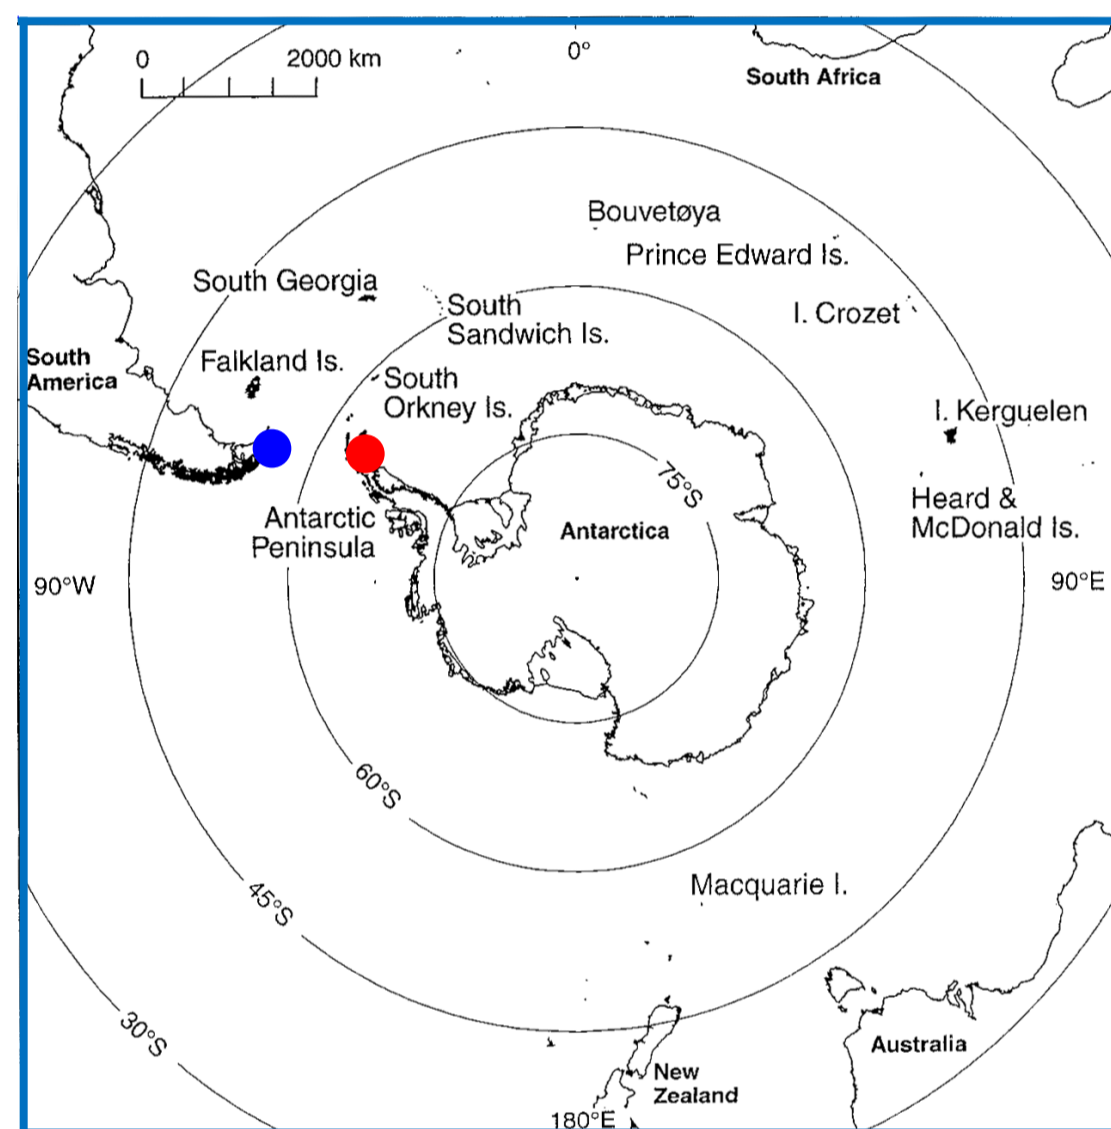 0 2000 km
0°
South Africa
Bouvetøya
Prince Edward Is.
South Georgia
South
Sandwich Is.
I. Crozet
South
America
Falkland Is.
South
Orkney Is.
I. Kerguelen
75°S
Heard &
McDonald Is.
Antarctic
Peninsula
Antarctica
90°W
90°E
60°S
Macquarie I.
45°S
30°S
Australia
New
Zealand
180°E